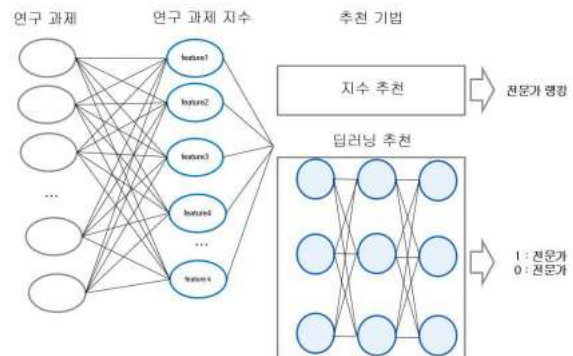 연구 과제
연구 과제 지수
추천 기법
feature1
feature2
feature3
...
feature4
...
지수 추천
전문가 랭킹
딥러닝 추천
1 : 전문가
0 : 전문가